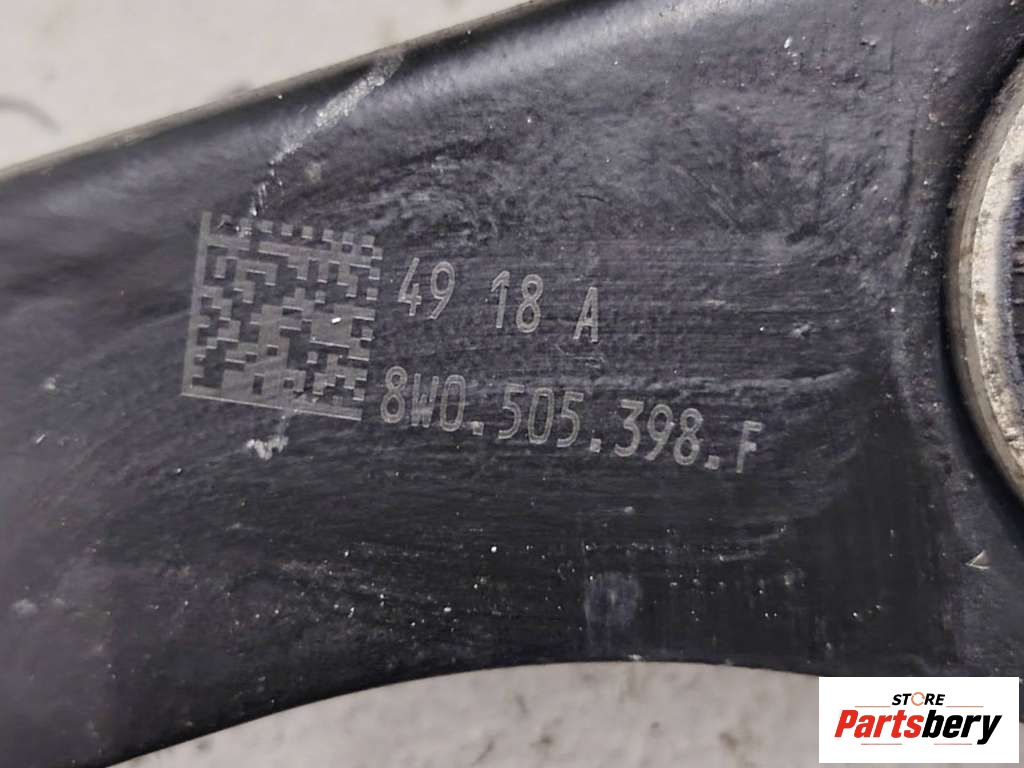 49 18 A
8W0.505.398.F
STORE
Partsbery